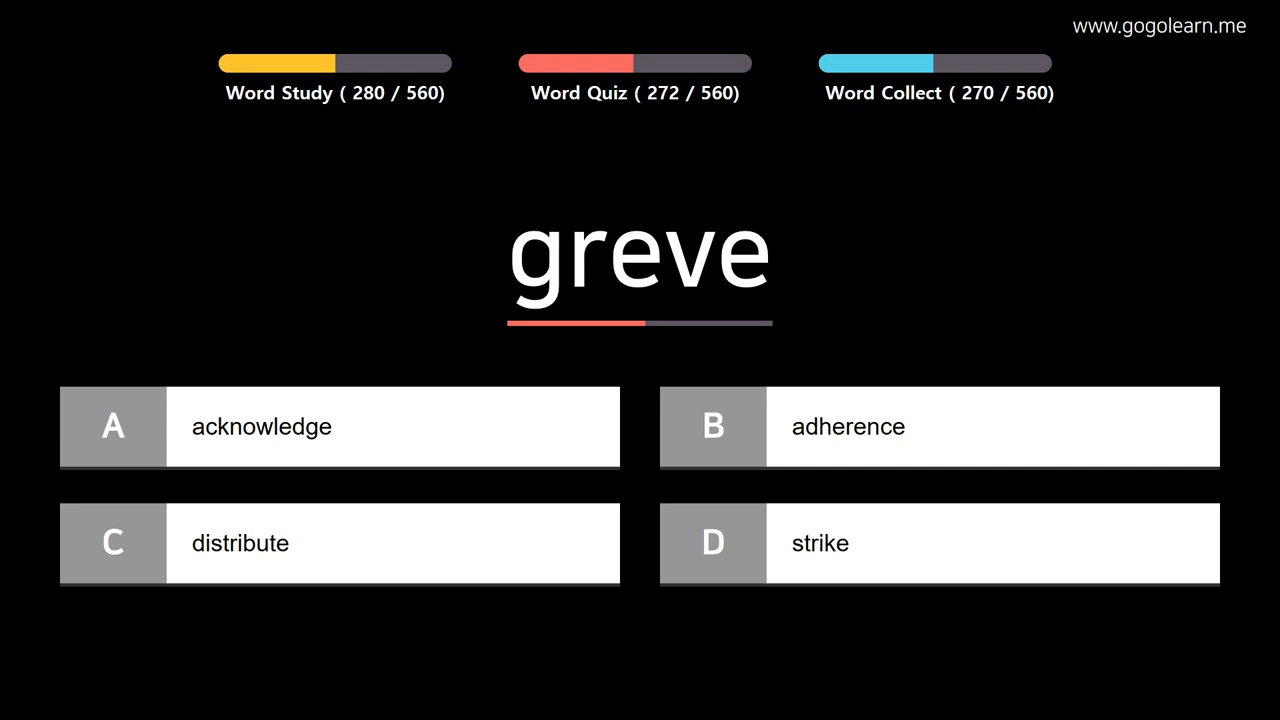 www.gogolearn.me
Word Study ( 280 / 560)
Word Quiz ( 272 / 560)
Word Collect ( 270 / 560)
greve
A acknowledge
B adherence
C distribute
D strike